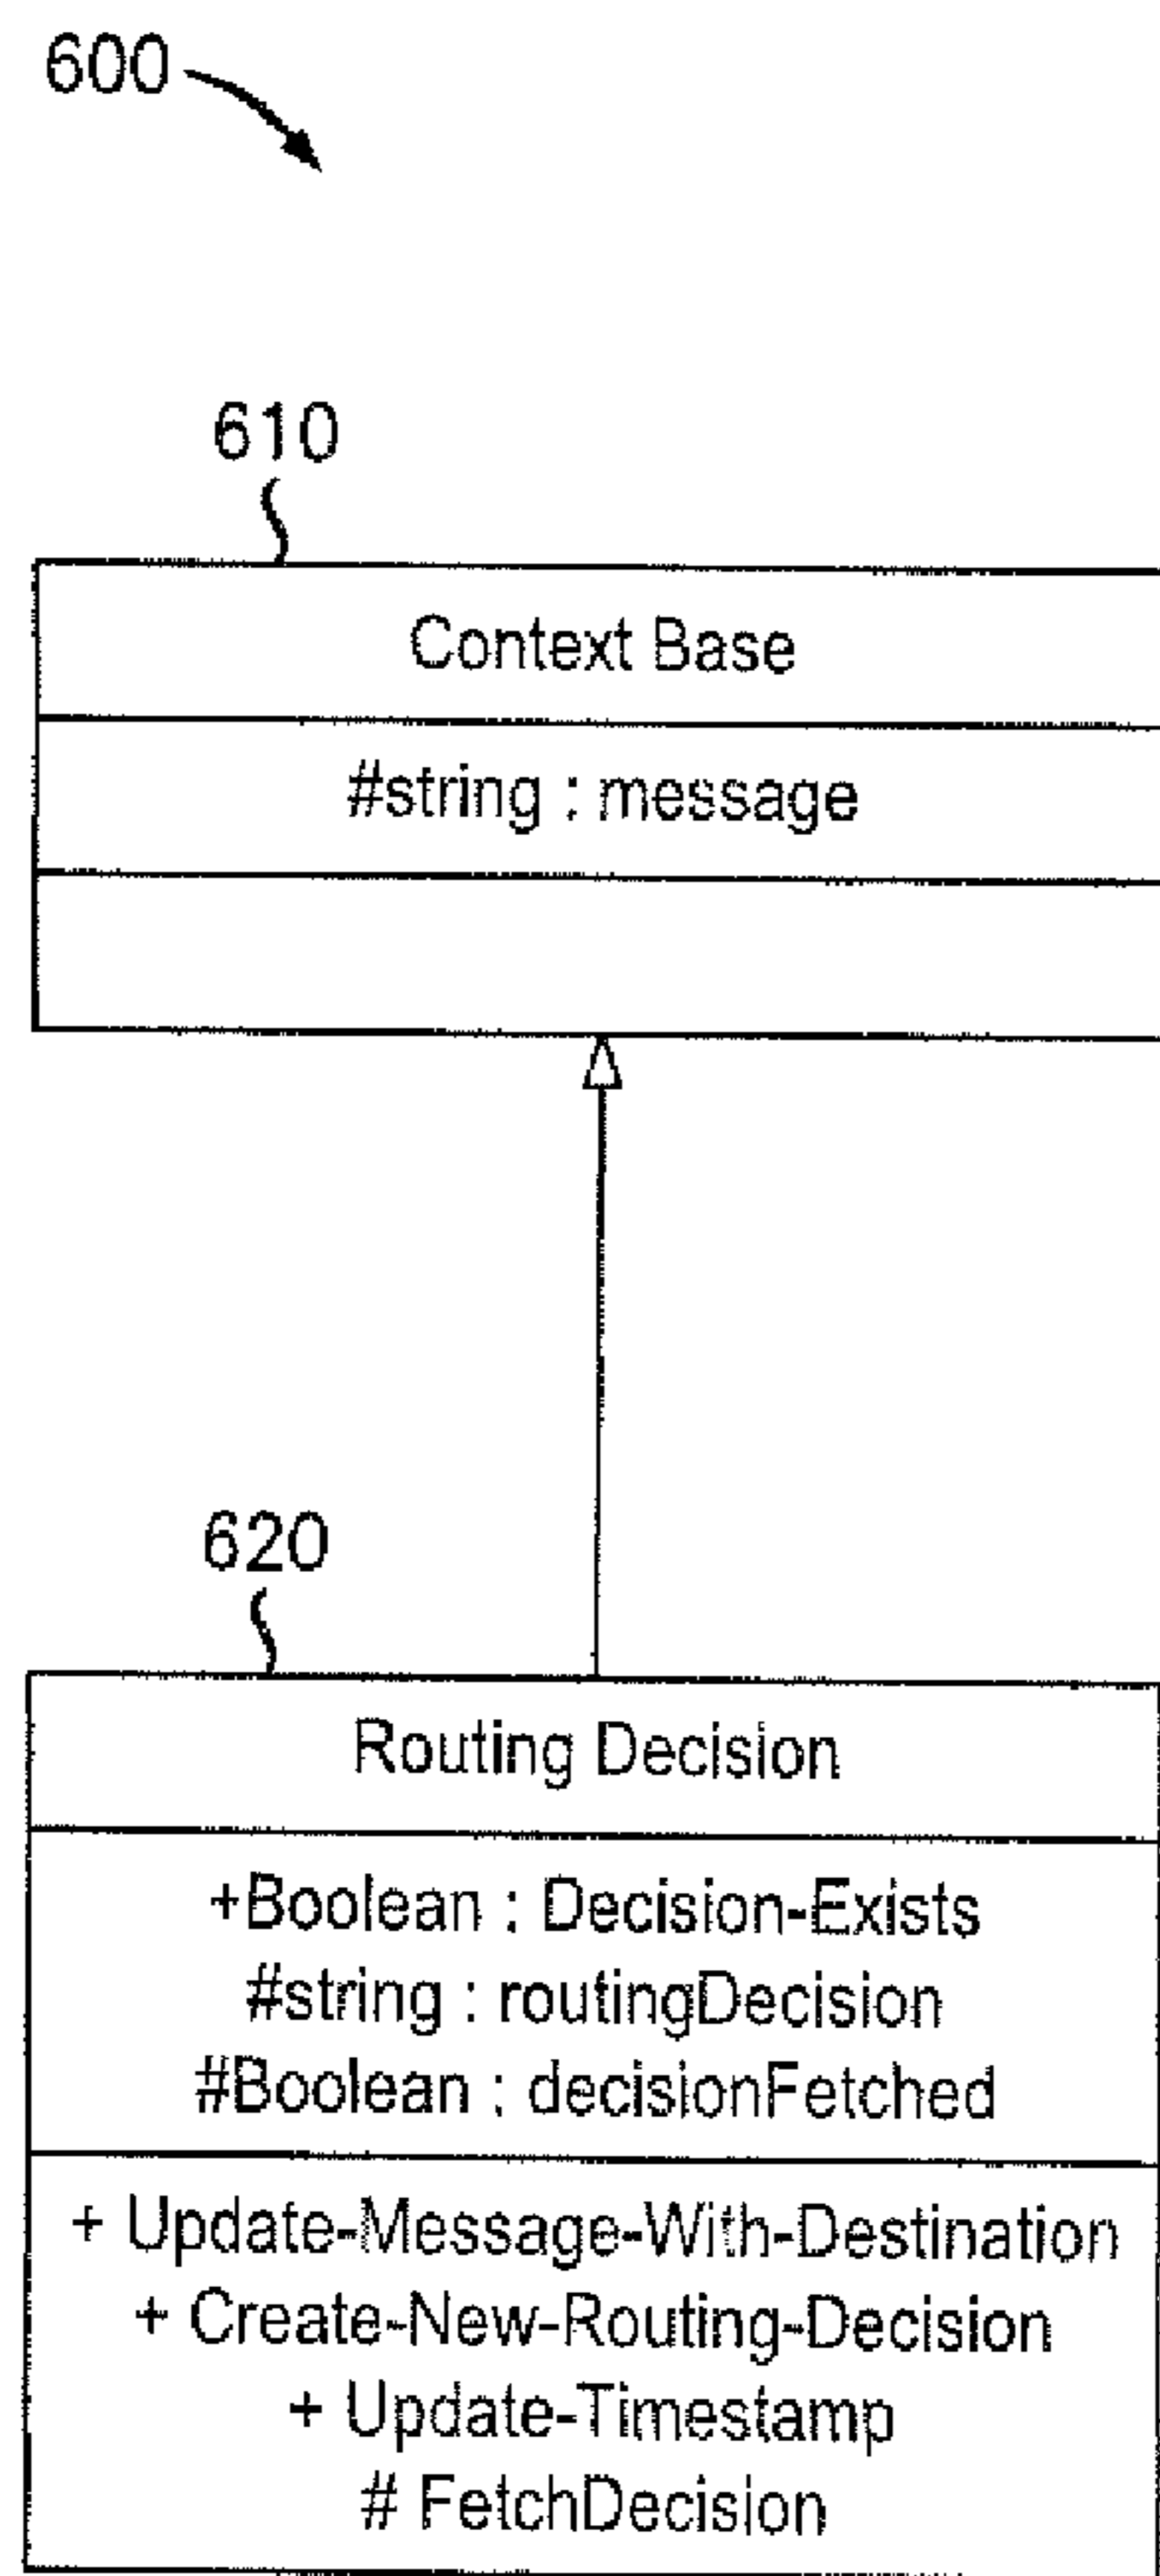 600
610
Context Base
#string : message
620
Routing Decision
+Boolean : Decision-Exists
#string : routingDecision
#Boolean : decisionFetched
+ Update-Message-With-Destination
+ Create-New-Routing-Decision
+ Update-Timestamp
# FetchDecision